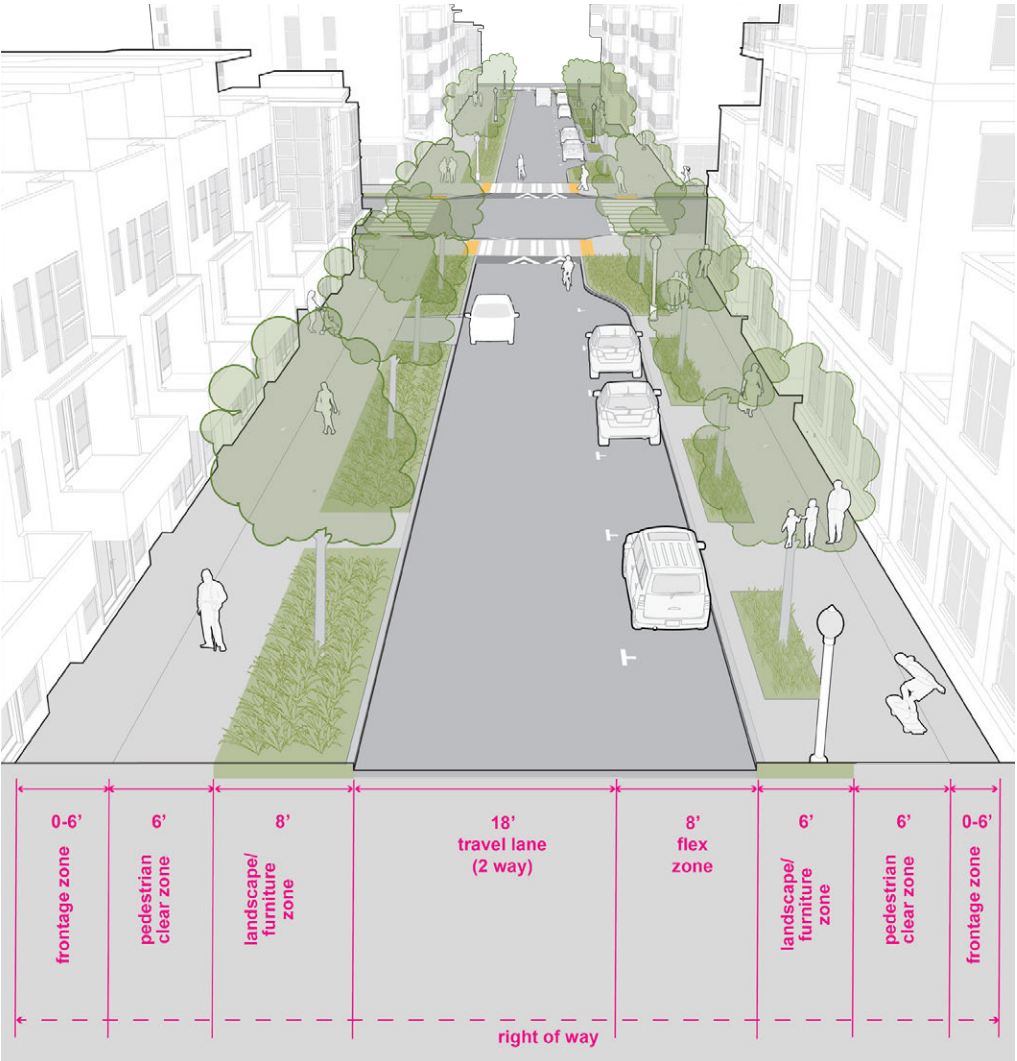 0-6'
frontage zone
6'
pedestrian
clear zone
8'
landscape/
furniture
zone
18'
travel lane
(2 way)
8'
flex
zone
6'
landscape/
furniture
zone
6'
pedestrian
clear zone
0-6'
frontage zone
right of way